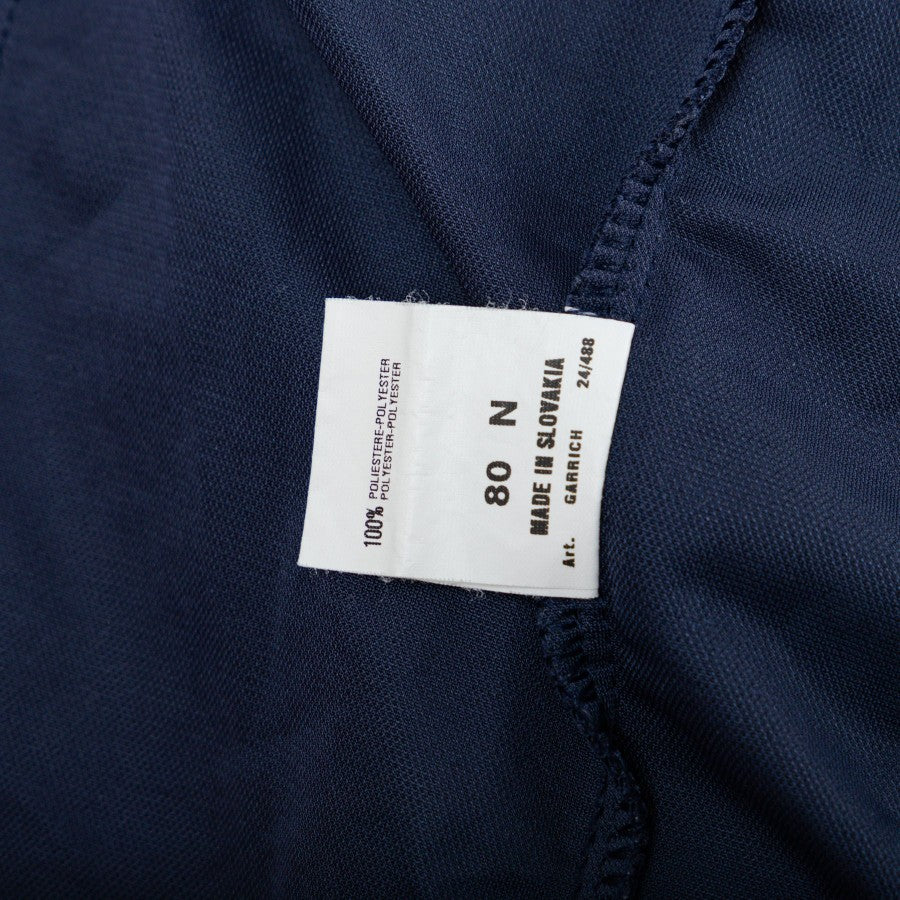 100% POLIESTERE-POLYESTER
POLYESTER-POLYESTER
80 N
MADE IN SLOVAKIA
Art. GARRICH 24/488